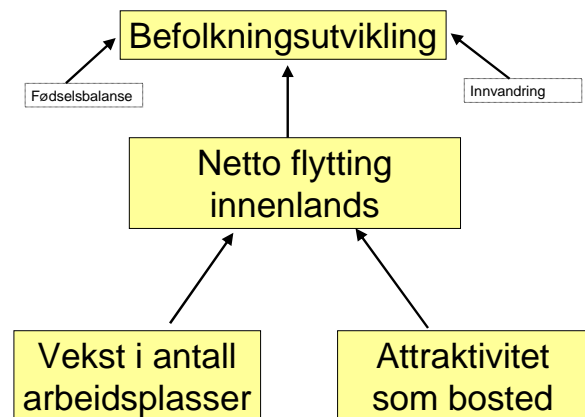 Befolkningsutvikling
Fødselsbalanse
Innvandring
Netto flytting
innenlands
Vekst i antall
arbeidsplasser
Attraktivitet
som bosted